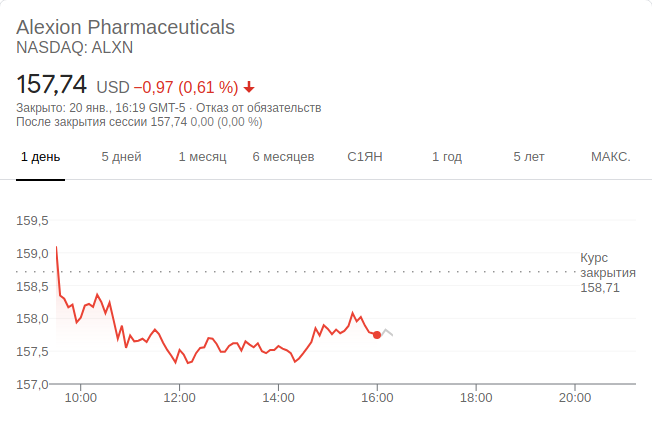 Alexion Pharmaceuticals
NASDAQ: ALXN
157,74 USD −0,97 (0,61 %)
Закрыто: 20 янв., 16:19 GMT-5 · Отказ от обязательств
После закрытия сессии 157,74 0,00 (0,00 %)
1 день 5 дней 1 месяц 6 месяцев С1ЯН 1 год 5 лет МАКС.
159,5
159,0
158,5
158,0
157,5
157,0
Курс
закрытия
158,71
10:00 12:00 14:00 16:00 18:00 20:00